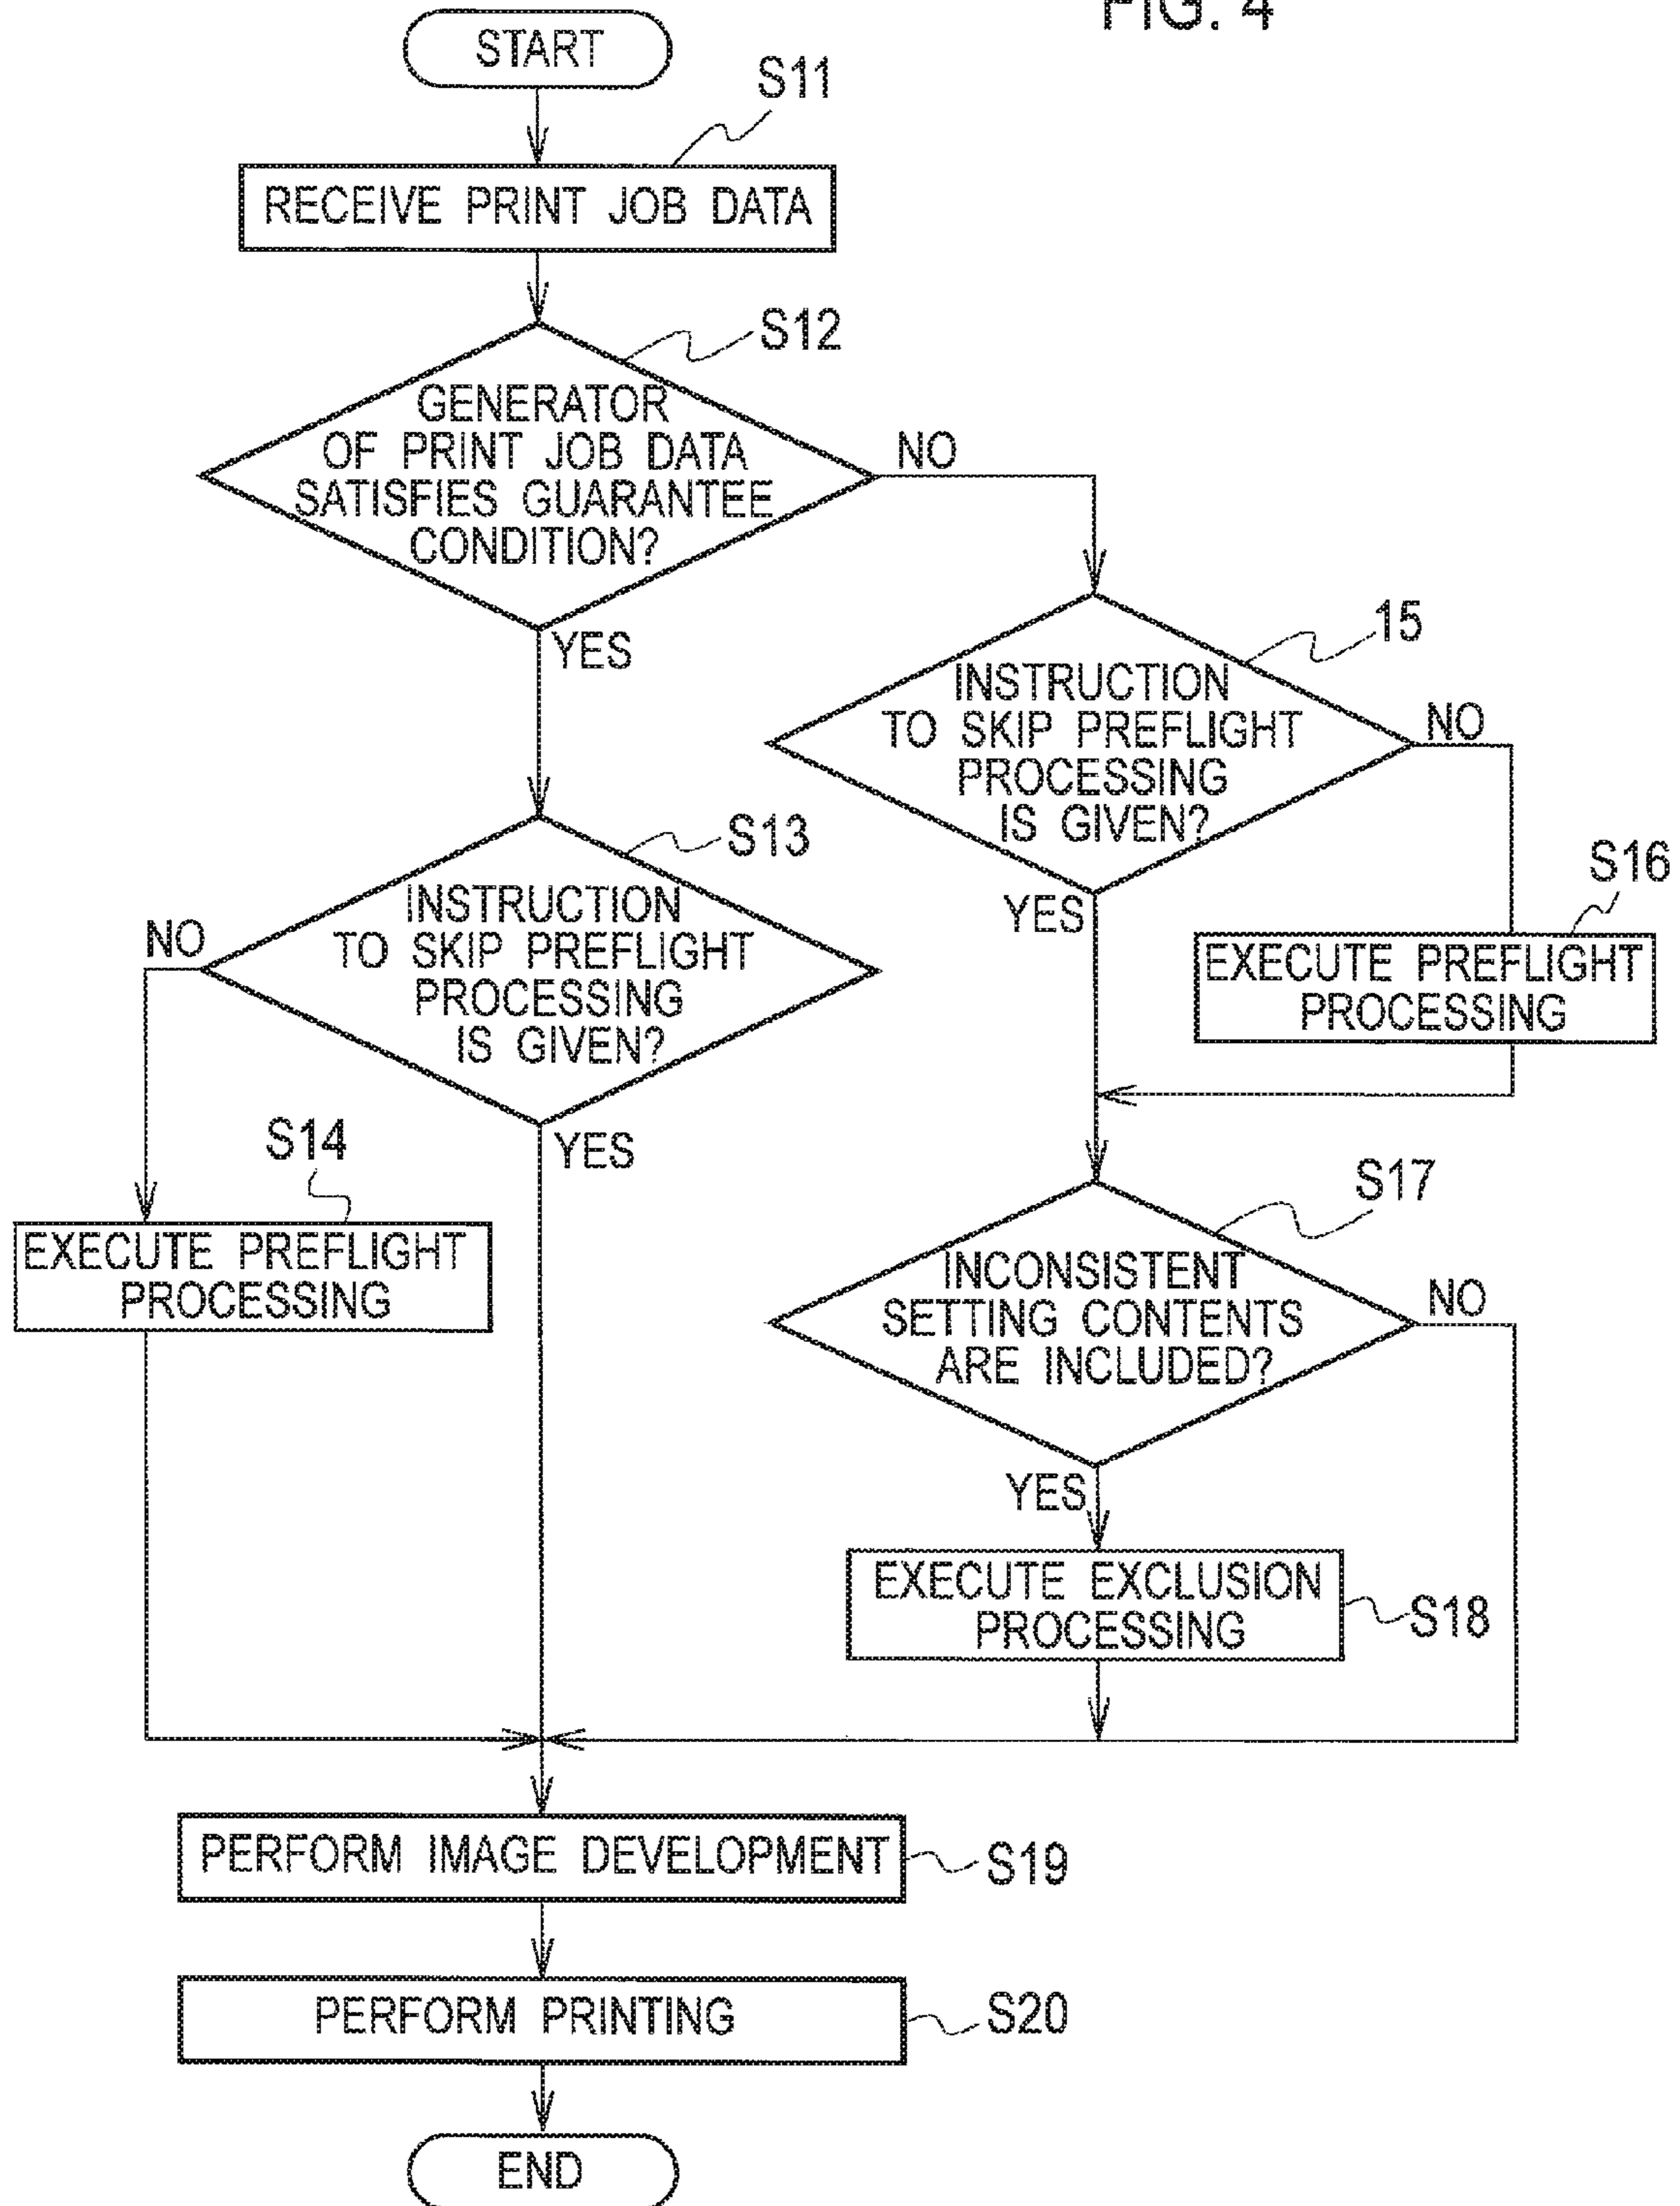 FIG. 4
START
S11
RECEIVE PRINT JOB DATA
S12
GENERATOR
OF PRINT JOB DATA
SATISFIES GUARANTEE
CONDITION?
NO
YES
15
INSTRUCTION
TO SKIP PREFLIGHT
PROCESSING
IS GIVEN?
NO
YES
S16
EXECUTE PREFLIGHT
PROCESSING
S13
INSTRUCTION
TO SKIP PREFLIGHT
PROCESSING
IS GIVEN?
NO
YES
S14
EXECUTE PREFLIGHT
PROCESSING
S17
INCONSISTENT
SETTING CONTENTS
ARE INCLUDED?
NO
YES
EXECUTE EXCLUSION
PROCESSING
S18
PERFORM IMAGE DEVELOPMENT
S19
PERFORM PRINTING
S20
END